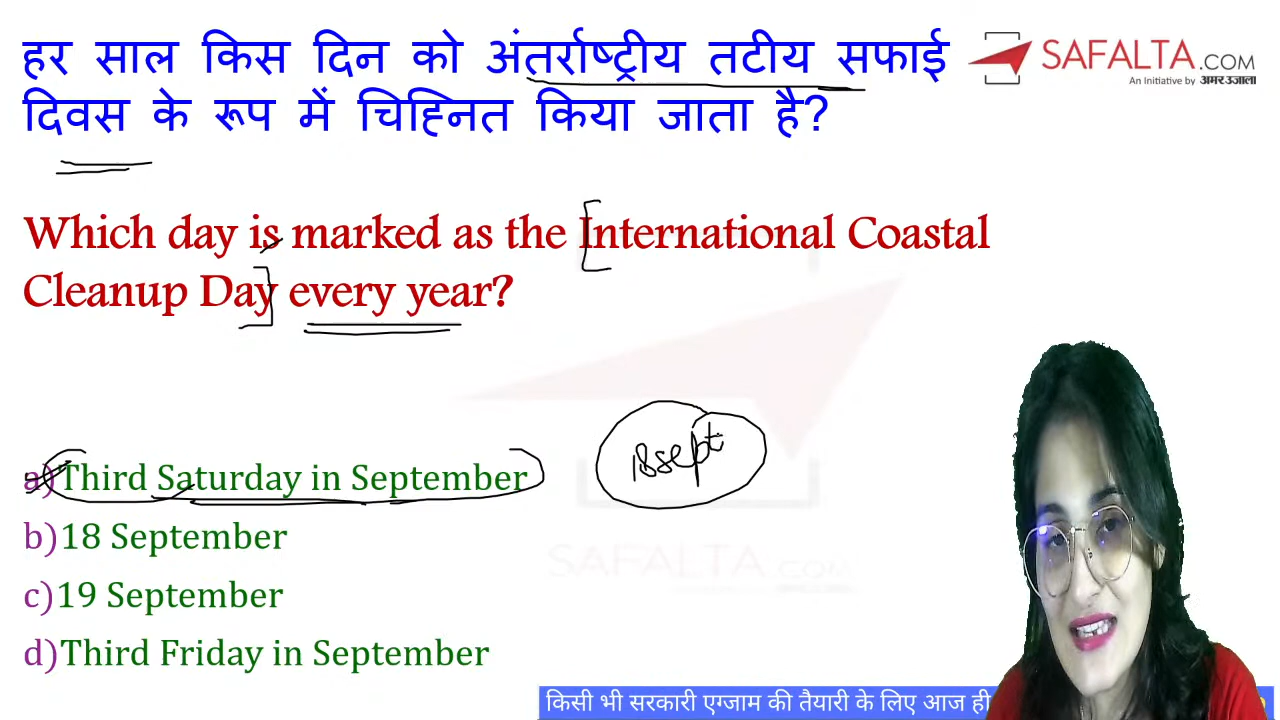 हर साल किस दिन को अंतर्राष्ट्रीय तटीय सफाई
दिवस के रूप में चिह्नित किया जाता है?
SAFALTA.COM
An Initiative by अमर उजाला
Which day is marked as the International Coastal
Cleanup Day every year?
18 sept
a) Third Saturday in September
b) 18 September
c) 19 September
d) Third Friday in September
SAFALTA.COM
किसी भी सरकारी एग्जाम की तैयारी के लिए आज ही